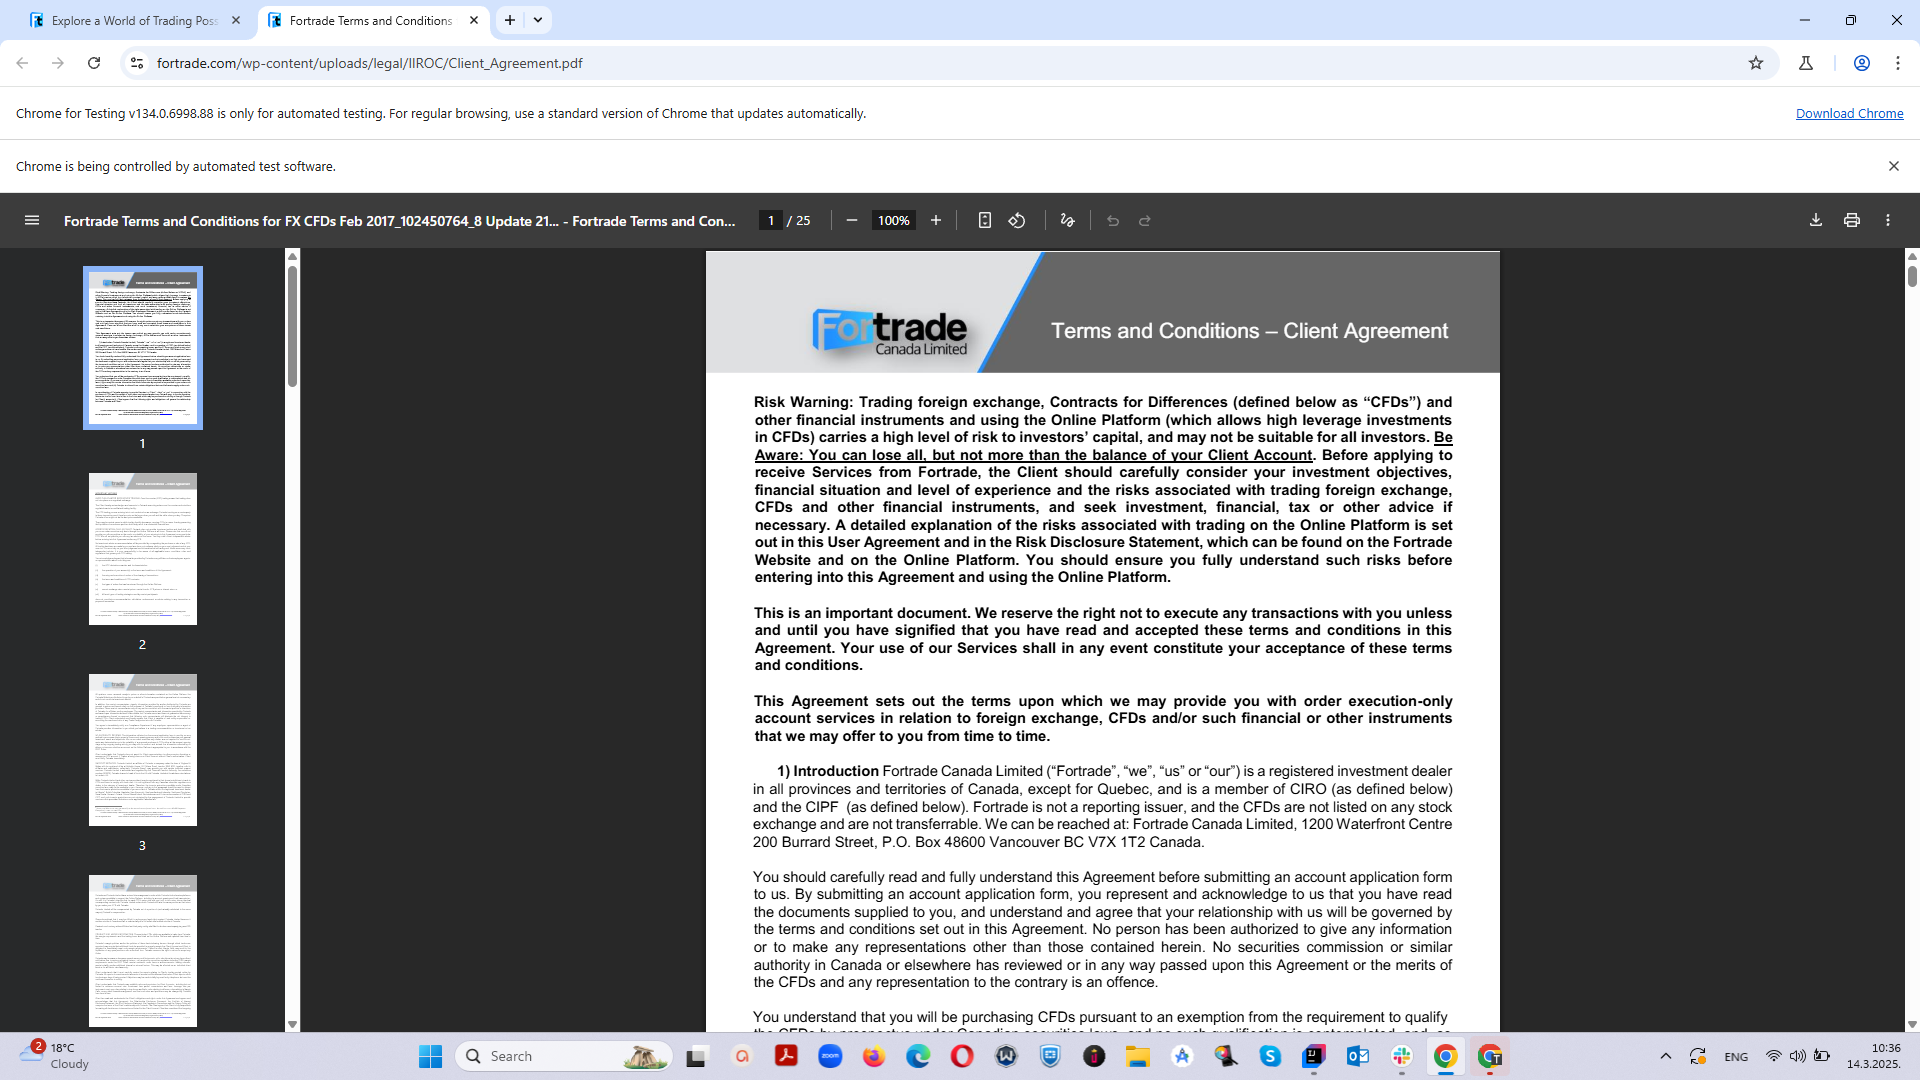 Explore a World of Trading Poss
Fortrade Terms and Conditions
fortrade.com/wp-content/uploads/legal/IIROC/Client_Agreement.pdf
Chrome for Testing v134.0.6998.88 is only for automated testing. For regular browsing, use a standard version of Chrome that updates automatically.
Download Chrome
Chrome is being controlled by automated test software.
Fortrade Terms and Conditions for FX CFDs Feb 2017_102450764_8 Update 21... - Fortrade Terms and Con...
1 / 25
100%
1
2
3
Fortrade
Canada Limited
Terms and Conditions – Client Agreement
Risk Warning: Trading foreign exchange, Contracts for Differences (defined below as “CFDs”) and
other financial instruments and using the Online Platform (which allows high leverage investments
in CFDs) carries a high level of risk to investors’ capital, and may not be suitable for all investors. Be
Aware: You can lose all, but not more than the balance of your Client Account. Before applying to
receive Services from Fortrade, the Client should carefully consider your investment objectives,
financial situation and level of experience and the risks associated with trading foreign exchange,
CFDs and other financial instruments, and seek investment, financial, tax or other advice if
necessary. A detailed explanation of the risks associated with trading on the Online Platform is set
out in this User Agreement and in the Risk Disclosure Statement, which can be found on the Fortrade
Website and on the Online Platform. You should ensure you fully understand such risks before
entering into this Agreement and using the Online Platform.
This is an important document. We reserve the right not to execute any transactions with you unless
and until you have signified that you have read and accepted these terms and conditions in this
Agreement. Your use of our Services shall in any event constitute your acceptance of these terms
and conditions.
This Agreement sets out the terms upon which we may provide you with order execution-only
account services in relation to foreign exchange, CFDs and/or such financial or other instruments
that we may offer to you from time to time.
1) Introduction Fortrade Canada Limited (“Fortrade”, “we”, “us” or “our”) is a registered investment dealer
in all provinces and territories of Canada, except for Quebec, and is a member of CIRO (as defined below)
and the CIPF (as defined below). Fortrade is not a reporting issuer, and the CFDs are not listed on any stock
exchange and are not transferrable. We can be reached at: Fortrade Canada Limited, 1200 Waterfront Centre
200 Burrard Street, P.O. Box 48600 Vancouver BC V7X 1T2 Canada.
You should carefully read and fully understand this Agreement before submitting an account application form
to us. By submitting an account application form, you represent and acknowledge to us that you have read
the documents supplied to you, and understand and agree that your relationship with us will be governed by
the terms and conditions set out in this Agreement. No person has been authorized to give any information
or to make any representations other than those contained herein. No securities commission or similar
authority in Canada or elsewhere has reviewed or in any way passed upon this Agreement or the merits of
the CFDs and any representation to the contrary is an offence.
You understand that you will be purchasing CFDs pursuant to an exemption from the requirement to qualify
2
18°C
Cloudy
Search
zoom
ENG
10:36
14.3.2025.